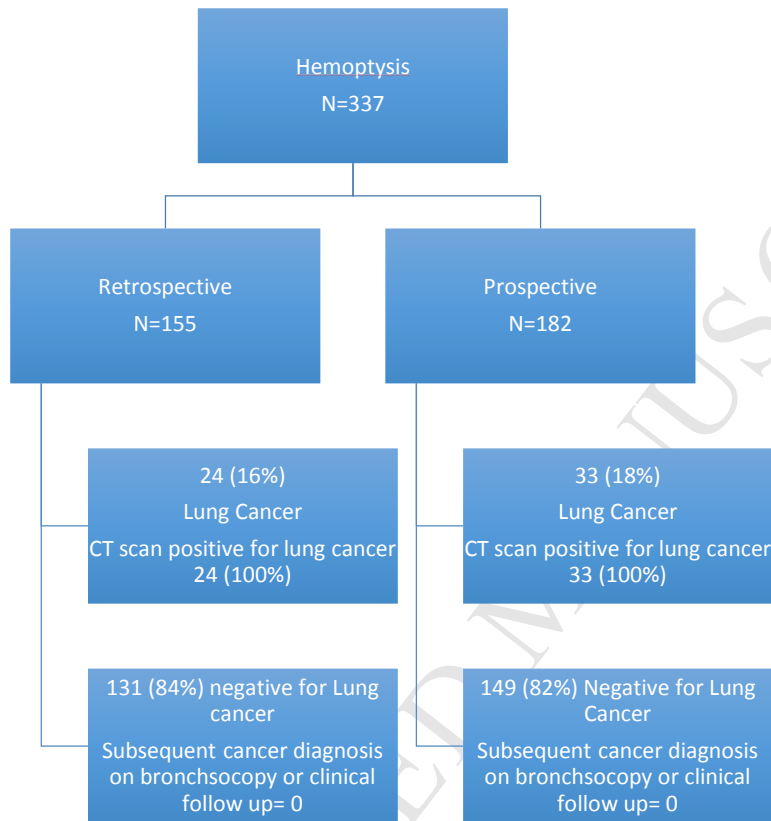 Hemoptysis
N=337
Retrospective
N=155
Prospective
N=182
24 (16%)
Lung Cancer
CT scan positive for lung cancer
24 (100%)
33 (18%)
Lung Cancer
CT scan positive for lung cancer
33 (100%)
131 (84%) negative for Lung
cancer
Subsequent cancer diagnosis
on bronchsocopy or clinical
follow up= 0
149 (82%) Negative for Lung
Cancer
Subsequent cancer diagnosis
on bronchsocopy or clinical
follow up= 0